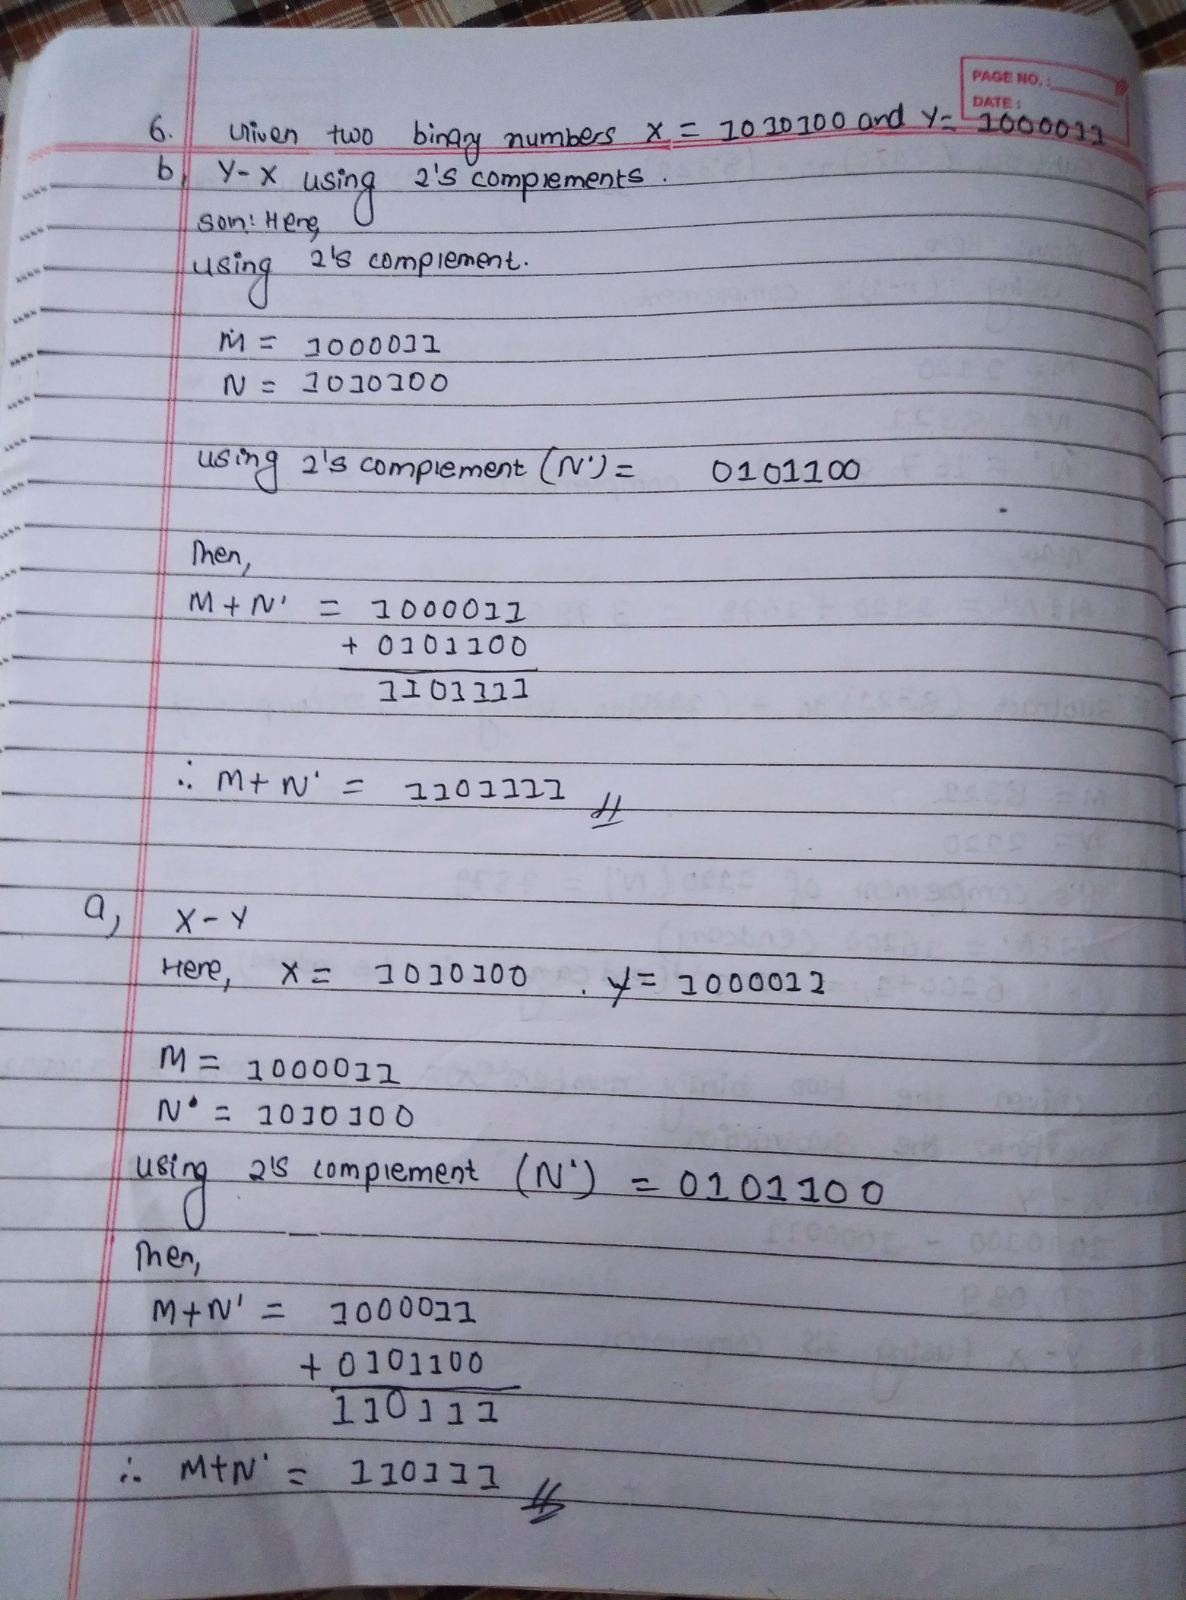 PAGE NO.:
DATE:
6. Given two binary numbers X = 1010100 and Y = 1000011
b, Y-X using 2's complements.
Soln: Here,
using 2's complement.
M = 1000011
N = 1010100
using 2's complement (N') = 0101100
Then,
M+N' = 1000011
+ 0101100
1101111
∴ M+N' = 1101111
a, X-Y
Here, X = 1010100 . Y = 1000011
M = 1000011
N = 1010100
using 2's complement (N') = 0101100
Then,
M+N' = 1000011
+ 0101100
110111
∴ M+N' = 110111